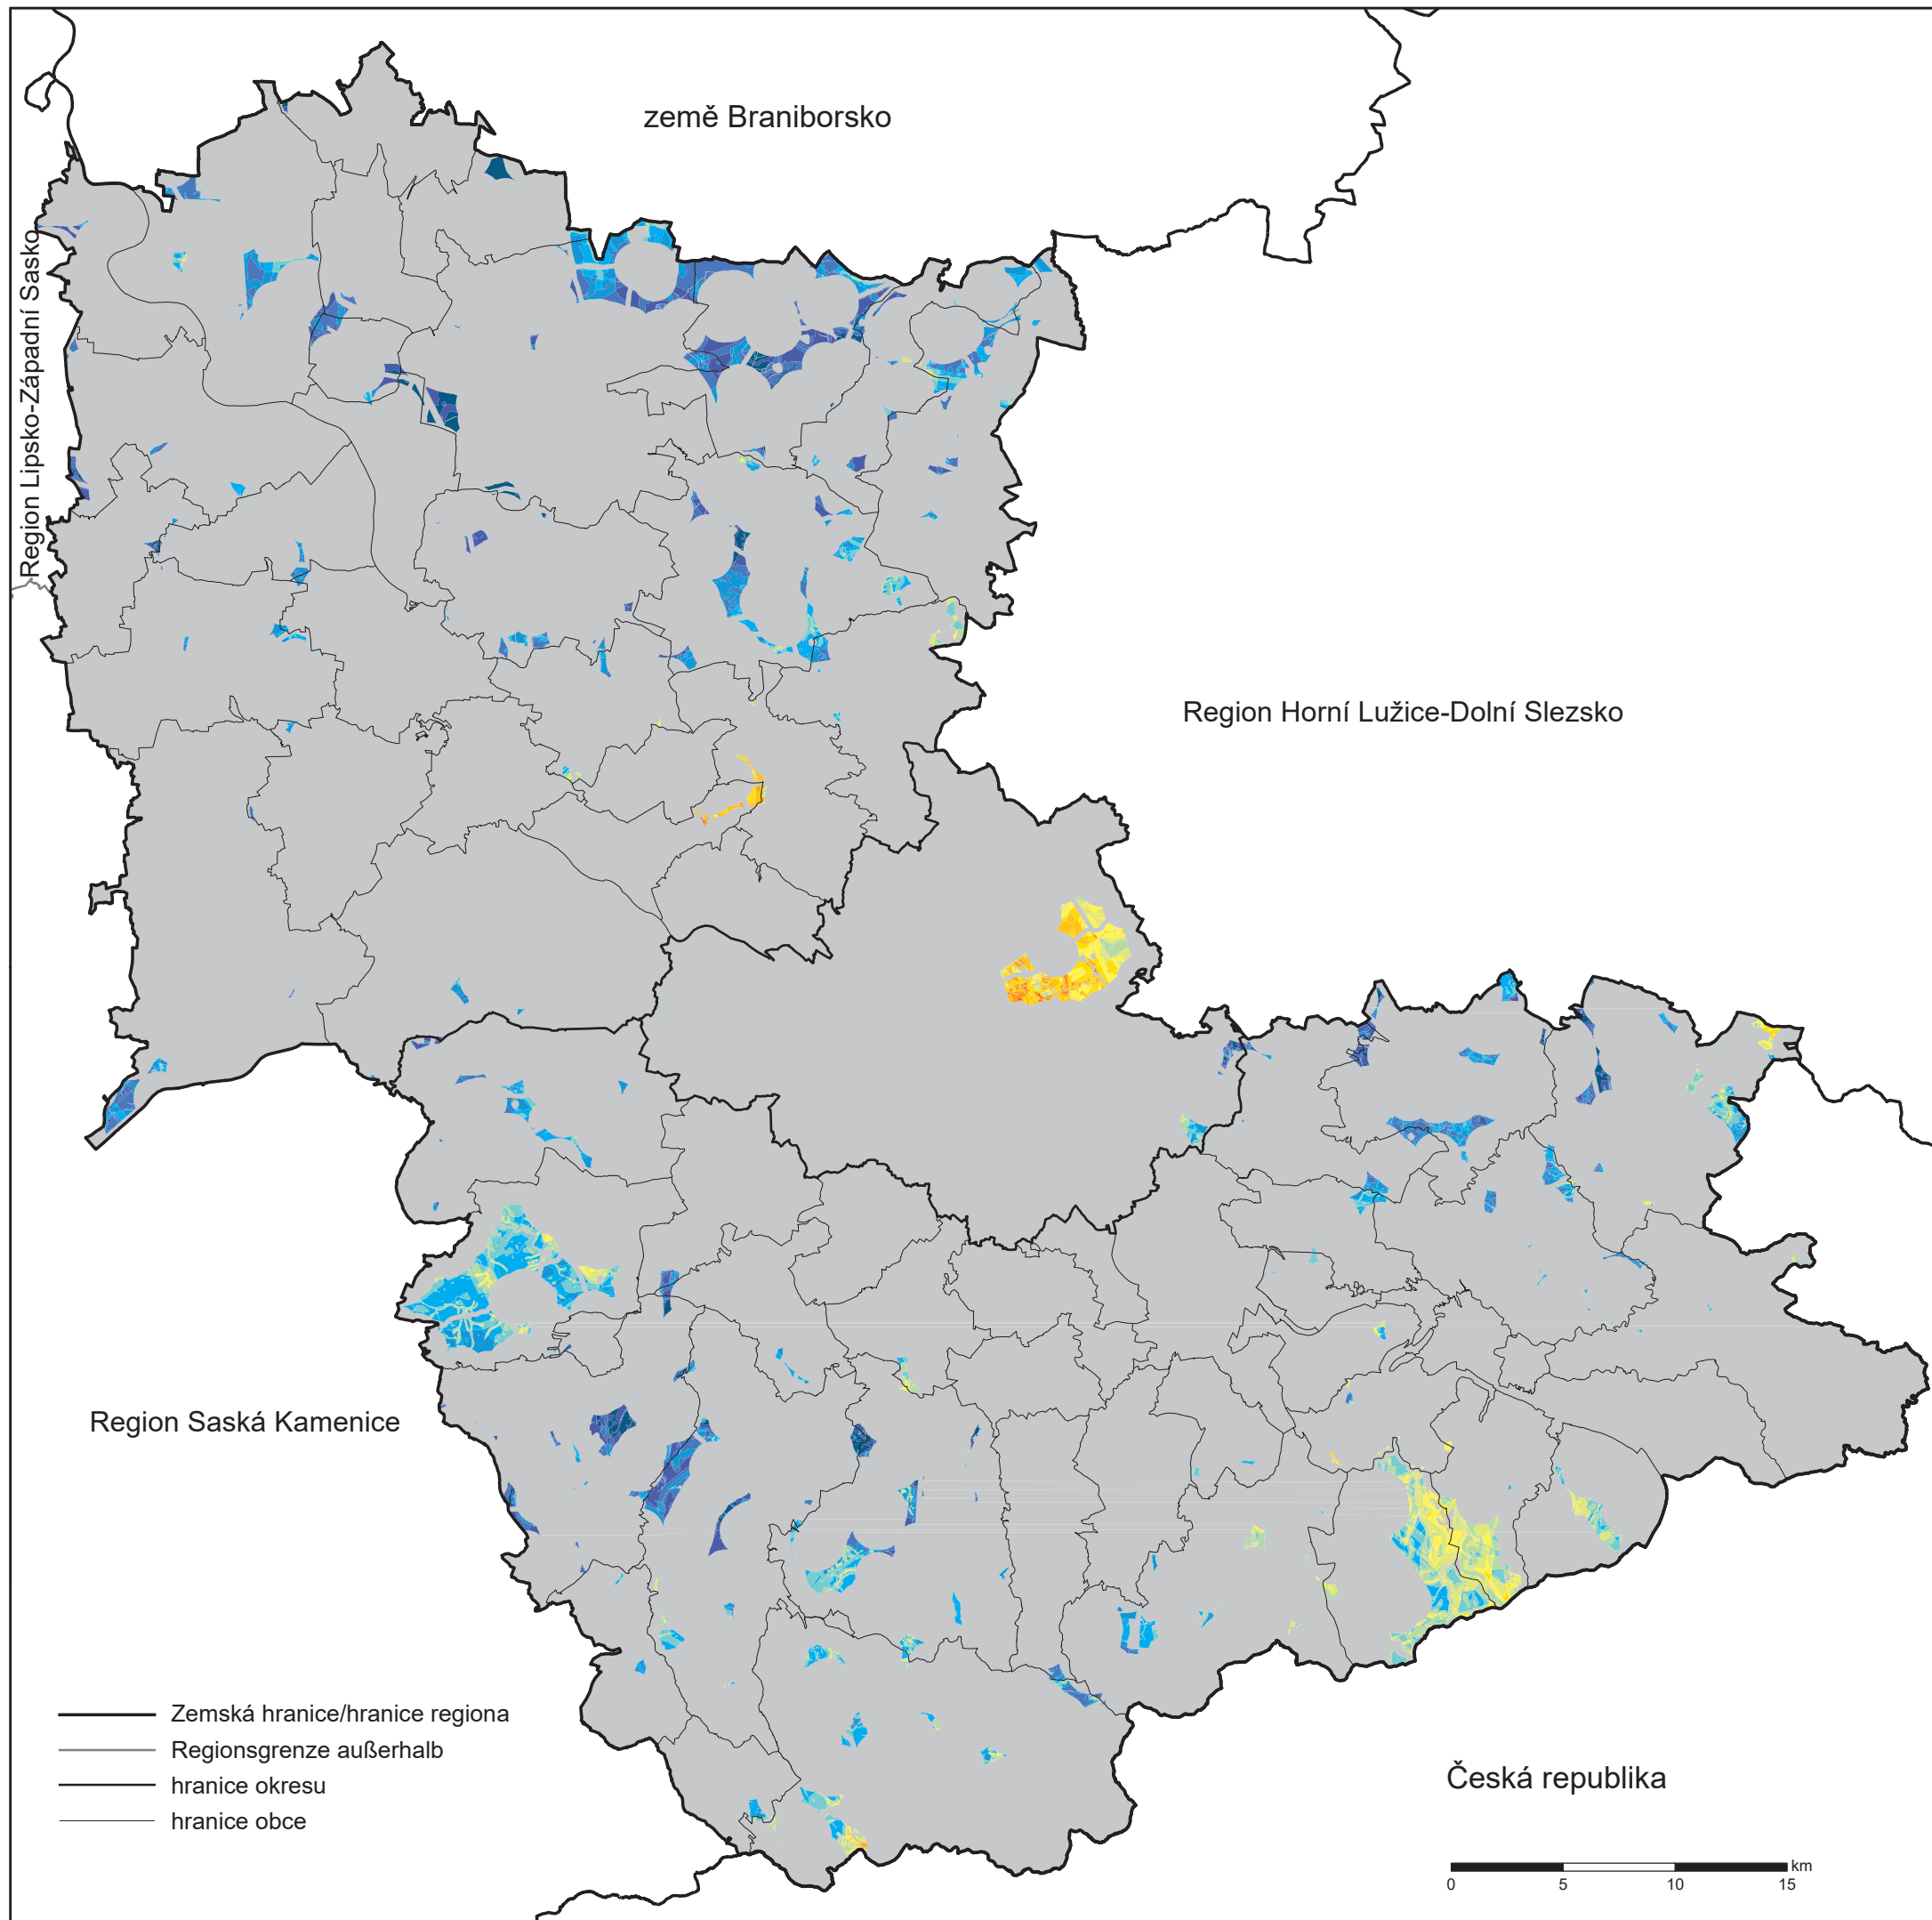 země Braniborsko
Region Lipsko-Západní Sasko
Region Horní Lužice-Dolní Slezsko
Region Saská Kamenice
Zemská hranice/hranice regiona
Regionsgrenze außerhalb
hranice okresu
hranice obce
Česká republika
km
0 5 10 15